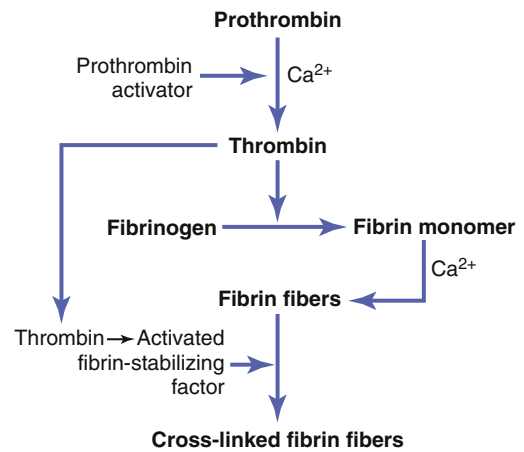 Prothrombin
Prothrombin
activator
Ca²⁺
Thrombin
Fibrinogen
Fibrin monomer
Ca²⁺
Fibrin fibers
Thrombin → Activated
fibrin-stabilizing
factor
Cross-linked fibrin fibers